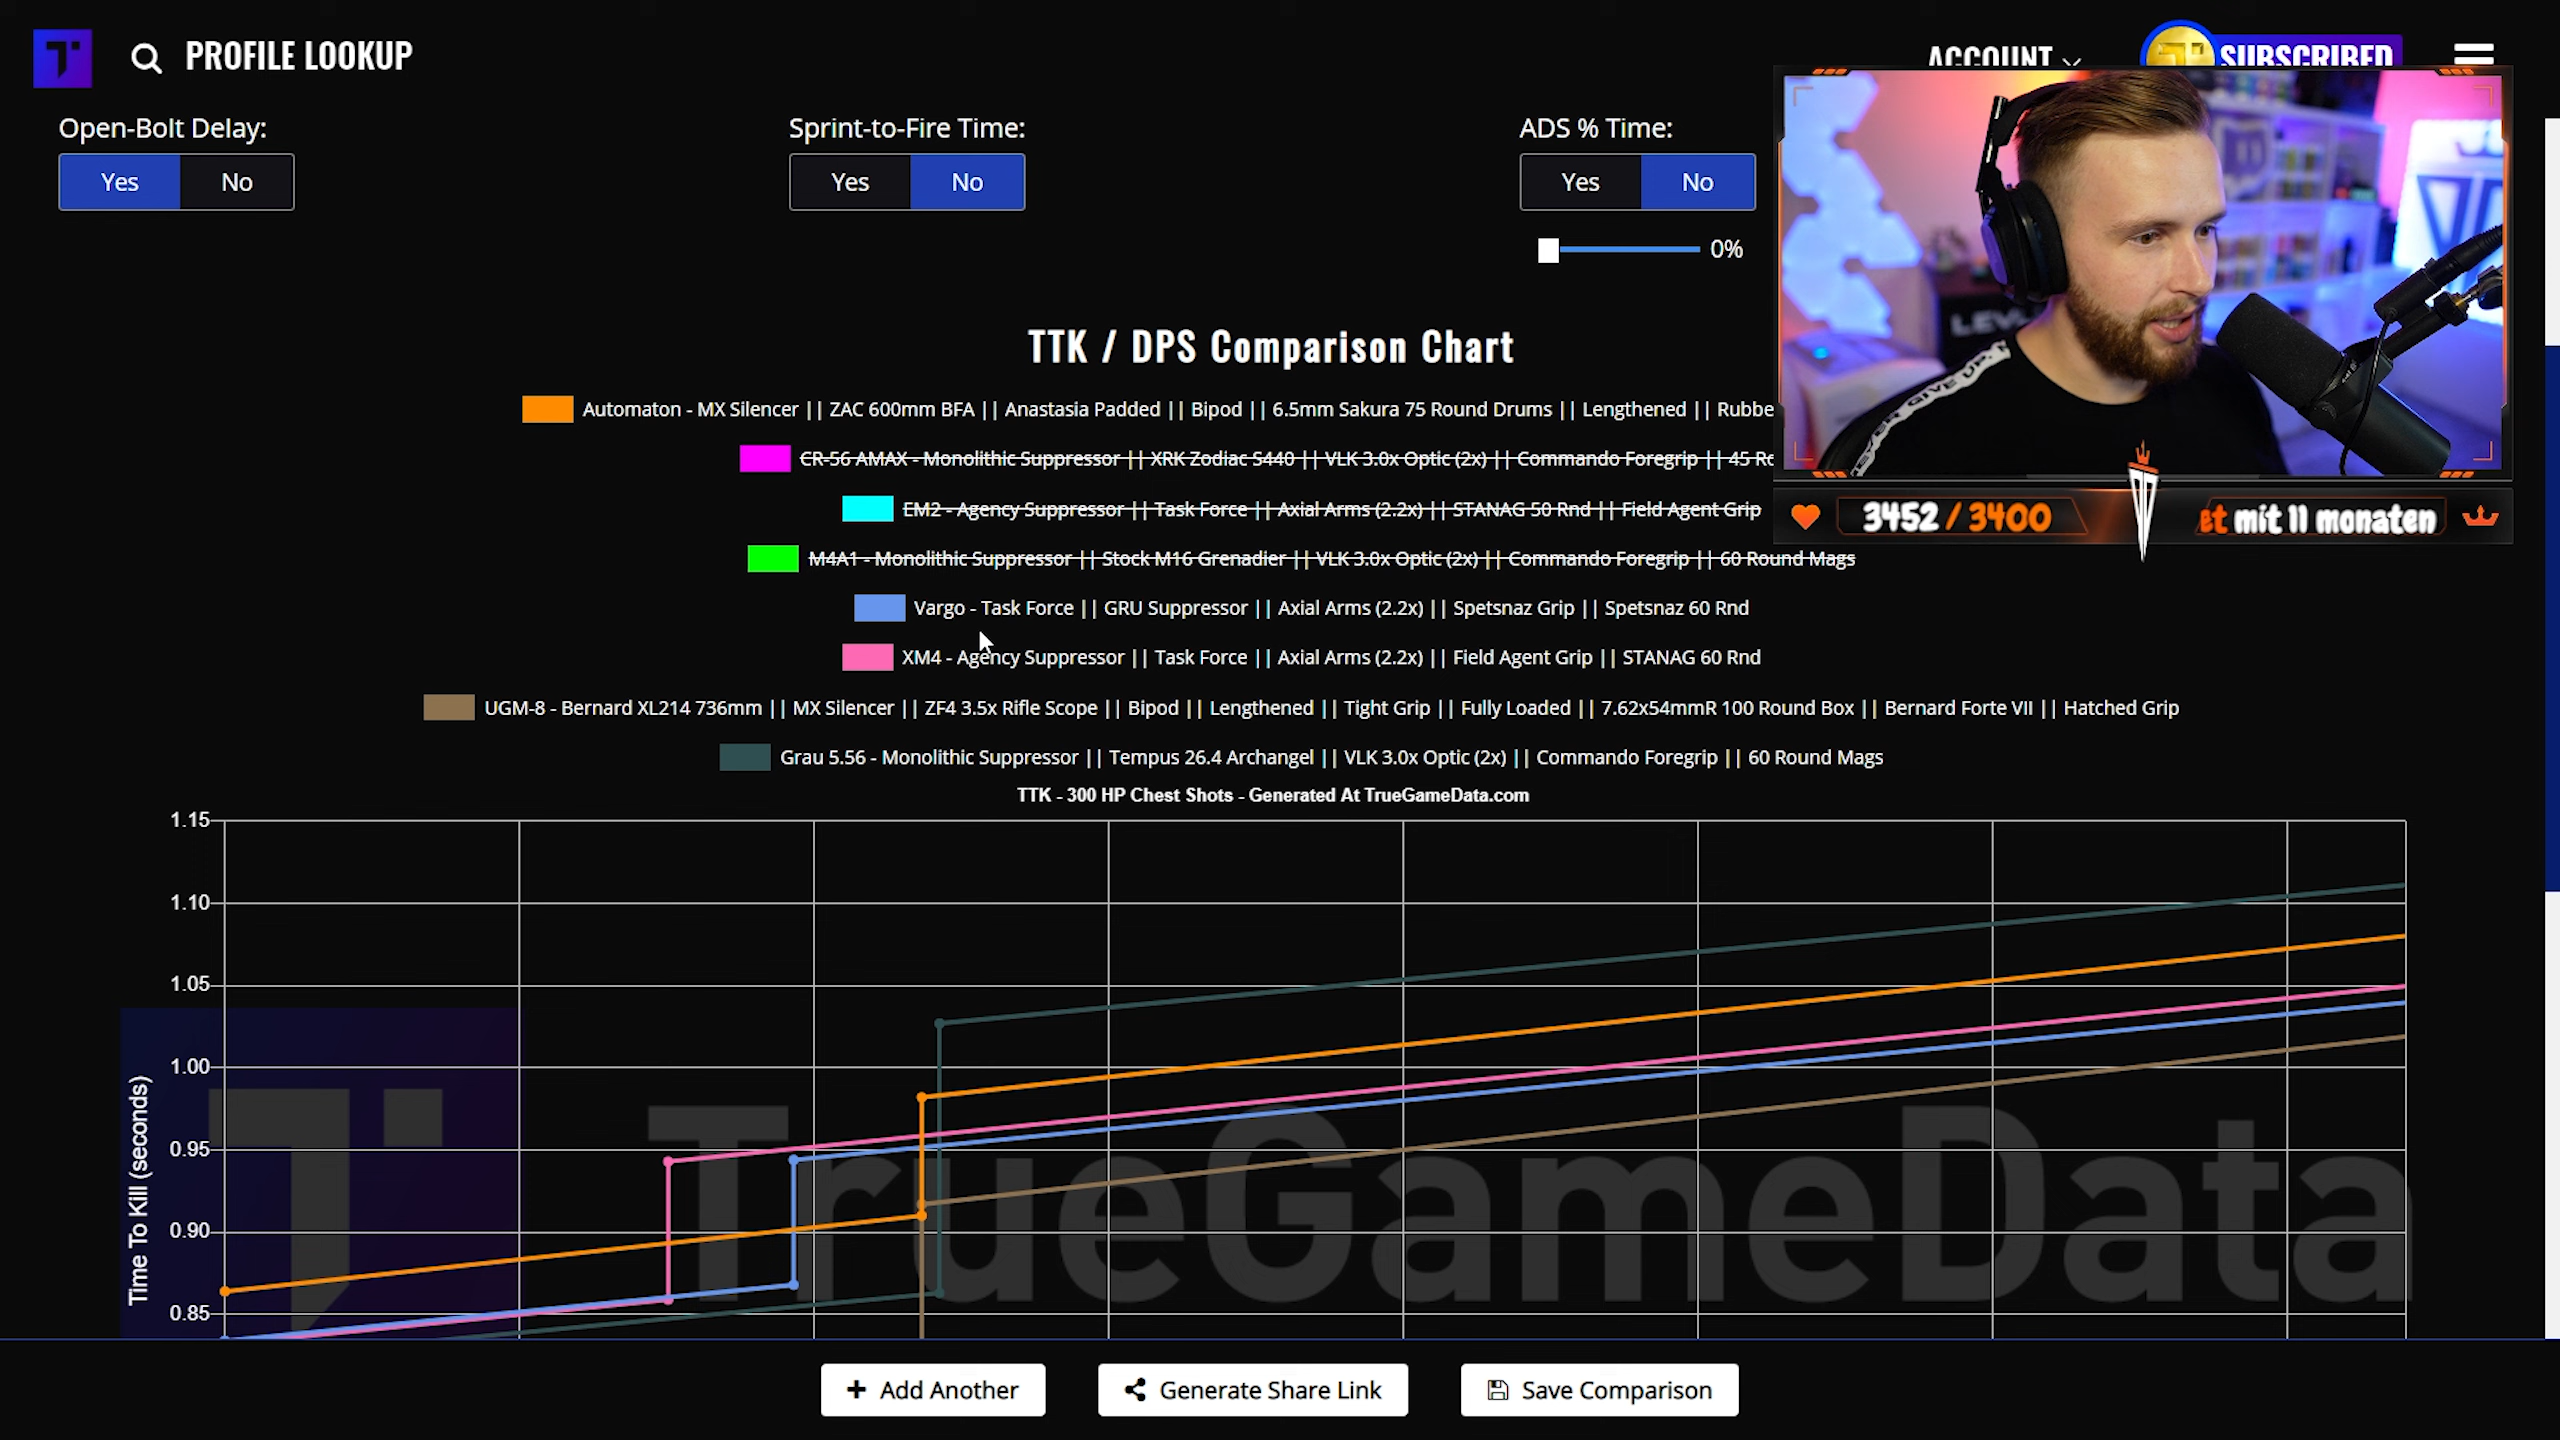 PROFILE LOOKUP
ACCOUNT
SUBSCRIBED
Open-Bolt Delay:
Yes No
Sprint-to-Fire Time:
Yes No
ADS % Time:
Yes No
0%
TTK / DPS Comparison Chart
Automaton - MX Silencer || ZAC 600mm BFA || Anastasia Padded || Bipod || 6.5mm Sakura 75 Round Drums || Lengthened || Rubbe
CR-56 AMAX - Monolithic Suppressor || XRK Zodiac S440 || VLK 3.0x Optic (2x) || Commando Foregrip || 45 Ro
EM2 - Agency Suppressor || Task Force || Axial Arms (2.2x) || STANAG 50 Rnd || Field Agent Grip
M4A1 - Monolithic Suppressor || Stock M16 Grenadier || VLK 3.0x Optic (2x) || Commando Foregrip || 60 Round Mags
Vargo - Task Force || GRU Suppressor || Axial Arms (2.2x) || Spetsnaz Grip || Spetsnaz 60 Rnd
XM4 - Agency Suppressor || Task Force || Axial Arms (2.2x) || Field Agent Grip || STANAG 60 Rnd
UGM-8 - Bernard XL214 736mm || MX Silencer || ZF4 3.5x Rifle Scope || Bipod || Lengthened || Tight Grip || Fully Loaded || 7.62x54mmR 100 Round Box || Bernard Forte VII || Hatched Grip
Grau 5.56 - Monolithic Suppressor || Tempus 26.4 Archangel || VLK 3.0x Optic (2x) || Commando Foregrip || 60 Round Mags
3452 / 3400
et mit 11 monaten
GIVE UP.
TTK - 300 HP Chest Shots - Generated At TrueGameData.com
1.15
1.10
1.05
1.00
0.95
0.90
0.85
Time To Kill (seconds)
TrueGameData
Add Another
Generate Share Link
Save Comparison